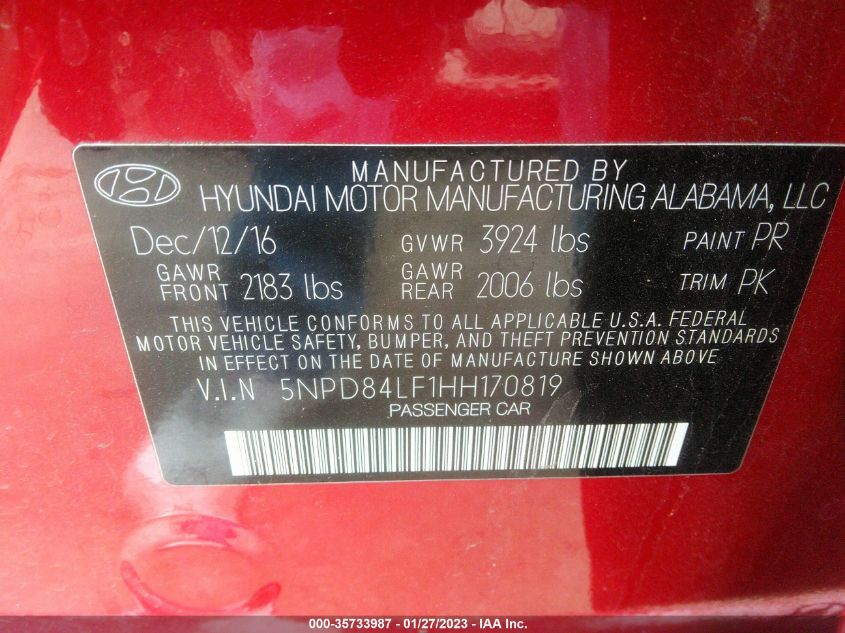 MANUFACTURED BY
HYUNDAI MOTOR MANUFACTURING ALABAMA, LLC
Dec/12/16 GVWR 3924 lbs PAINT PR
GAWR FRONT 2183 lbs GAWR REAR 2006 lbs TRIM PK
THIS VEHICLE CONFORMS TO ALL APPLICABLE U.S.A. FEDERAL
MOTOR VEHICLE SAFETY, BUMPER, AND THEFT PREVENTION STANDARDS
IN EFFECT ON THE DATE OF MANUFACTURE SHOWN ABOVE.
V.I.N 5NPD84LF1HH170819
PASSENGER CAR
000-35733987 - 01/27/2023 - IAA Inc.